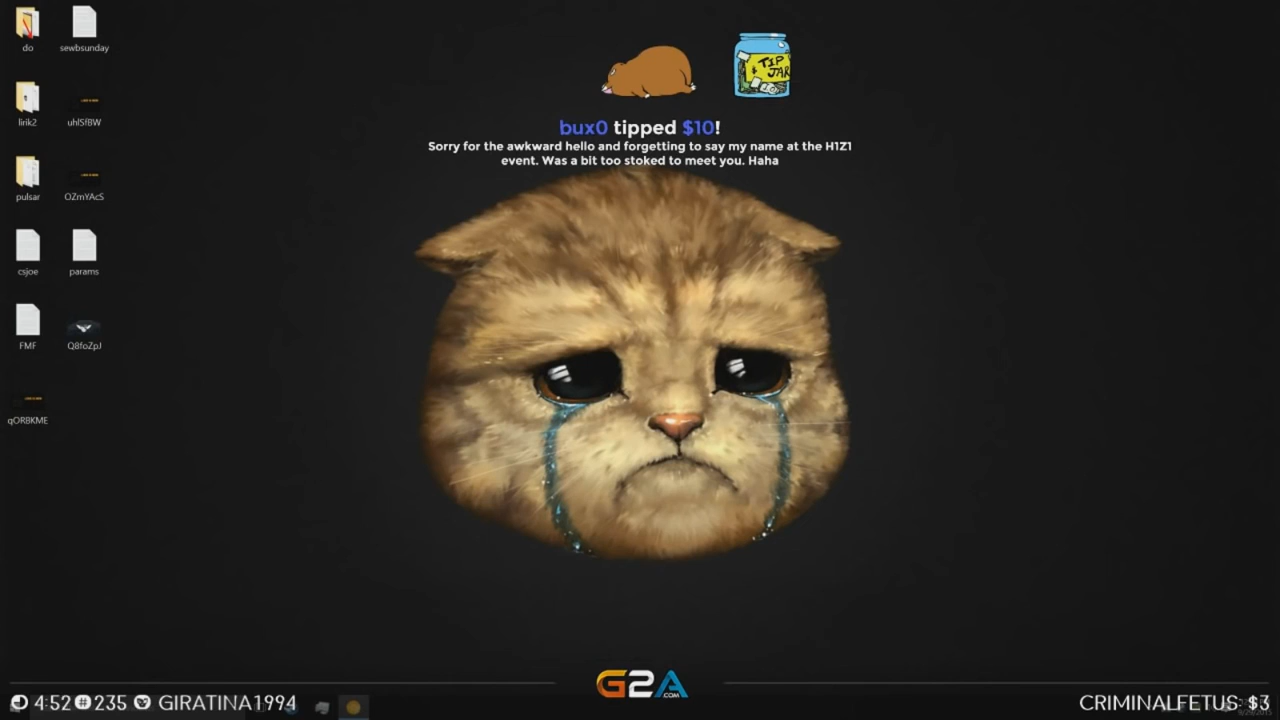 do
sewbsunday
lirik2
uhlSfBW
pulsar
OZmYAcS
csjoe
params
FMF
Q8foZpJ
qORBKME
TIP
JAR
bux0 tipped $10!
Sorry for the awkward hello and forgetting to say my name at the H1Z1
event. Was a bit too stoked to meet you. Haha
G2A
.COM
4:52 # 235 GIRATINA1994
CRIMINALFETUS: $3